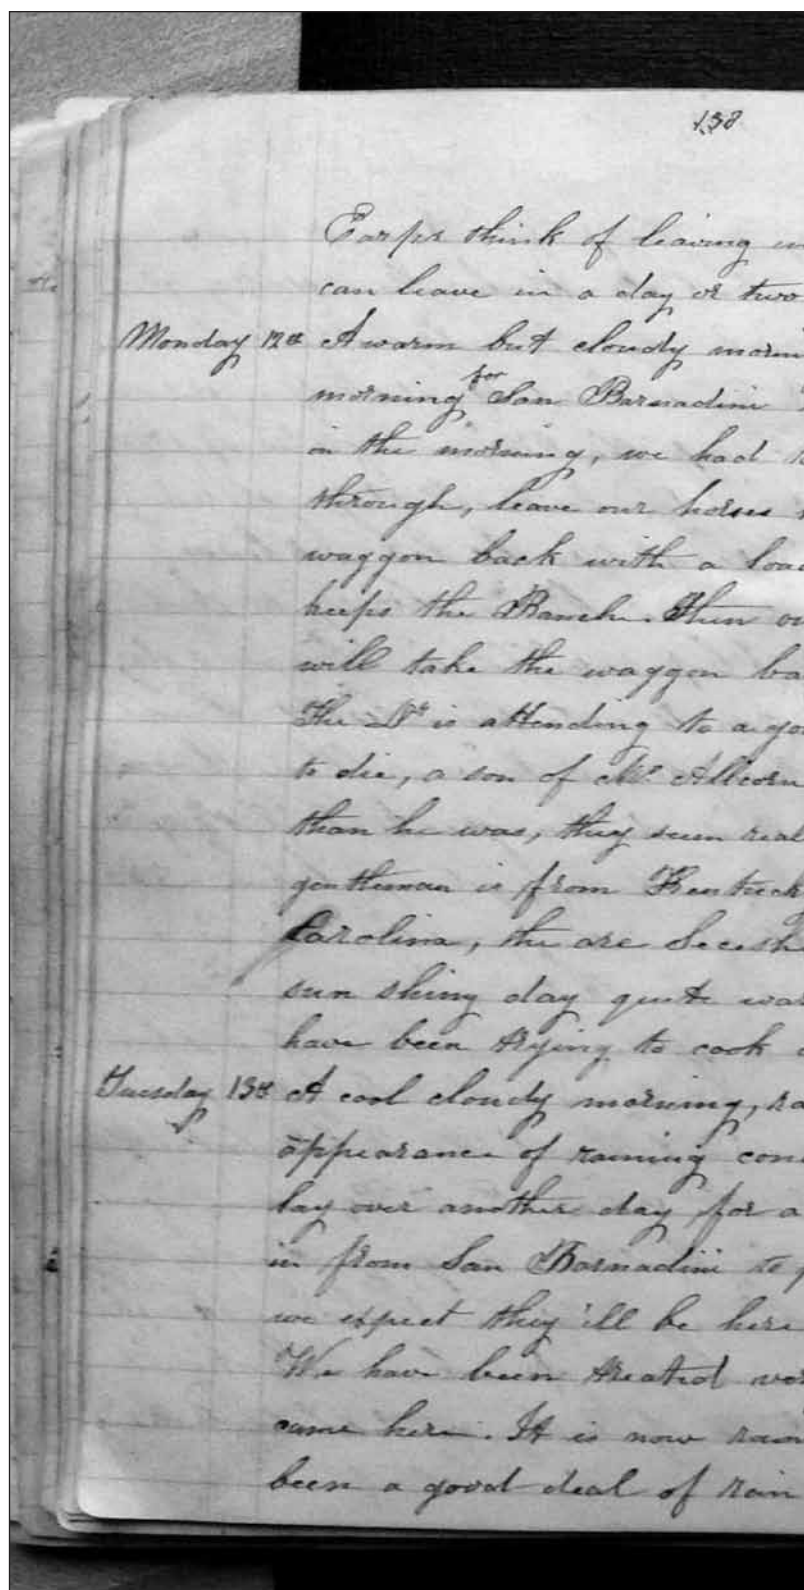 138
Earps think of leaving
can leave in a day or two
Monday 12th A warm but cloudy
morning for San Barnadini
in the morning, we had
through, leave our horses
waggon back with a
keeps the Ranch. Then
will take the waggon
The Dr is attending to a
to die, a son of Mr. Allcorn
than he was, they seem
gentleman is from
Carolina, the are
sun shiny day quite
have been trying to cook
Tuesday 13th A cool cloudy morning,
appearance of raining
lay over another day for a
in from San Barnadini to
we expect they'll be here
We have been treated
came here. It is now
been a good deal of rain